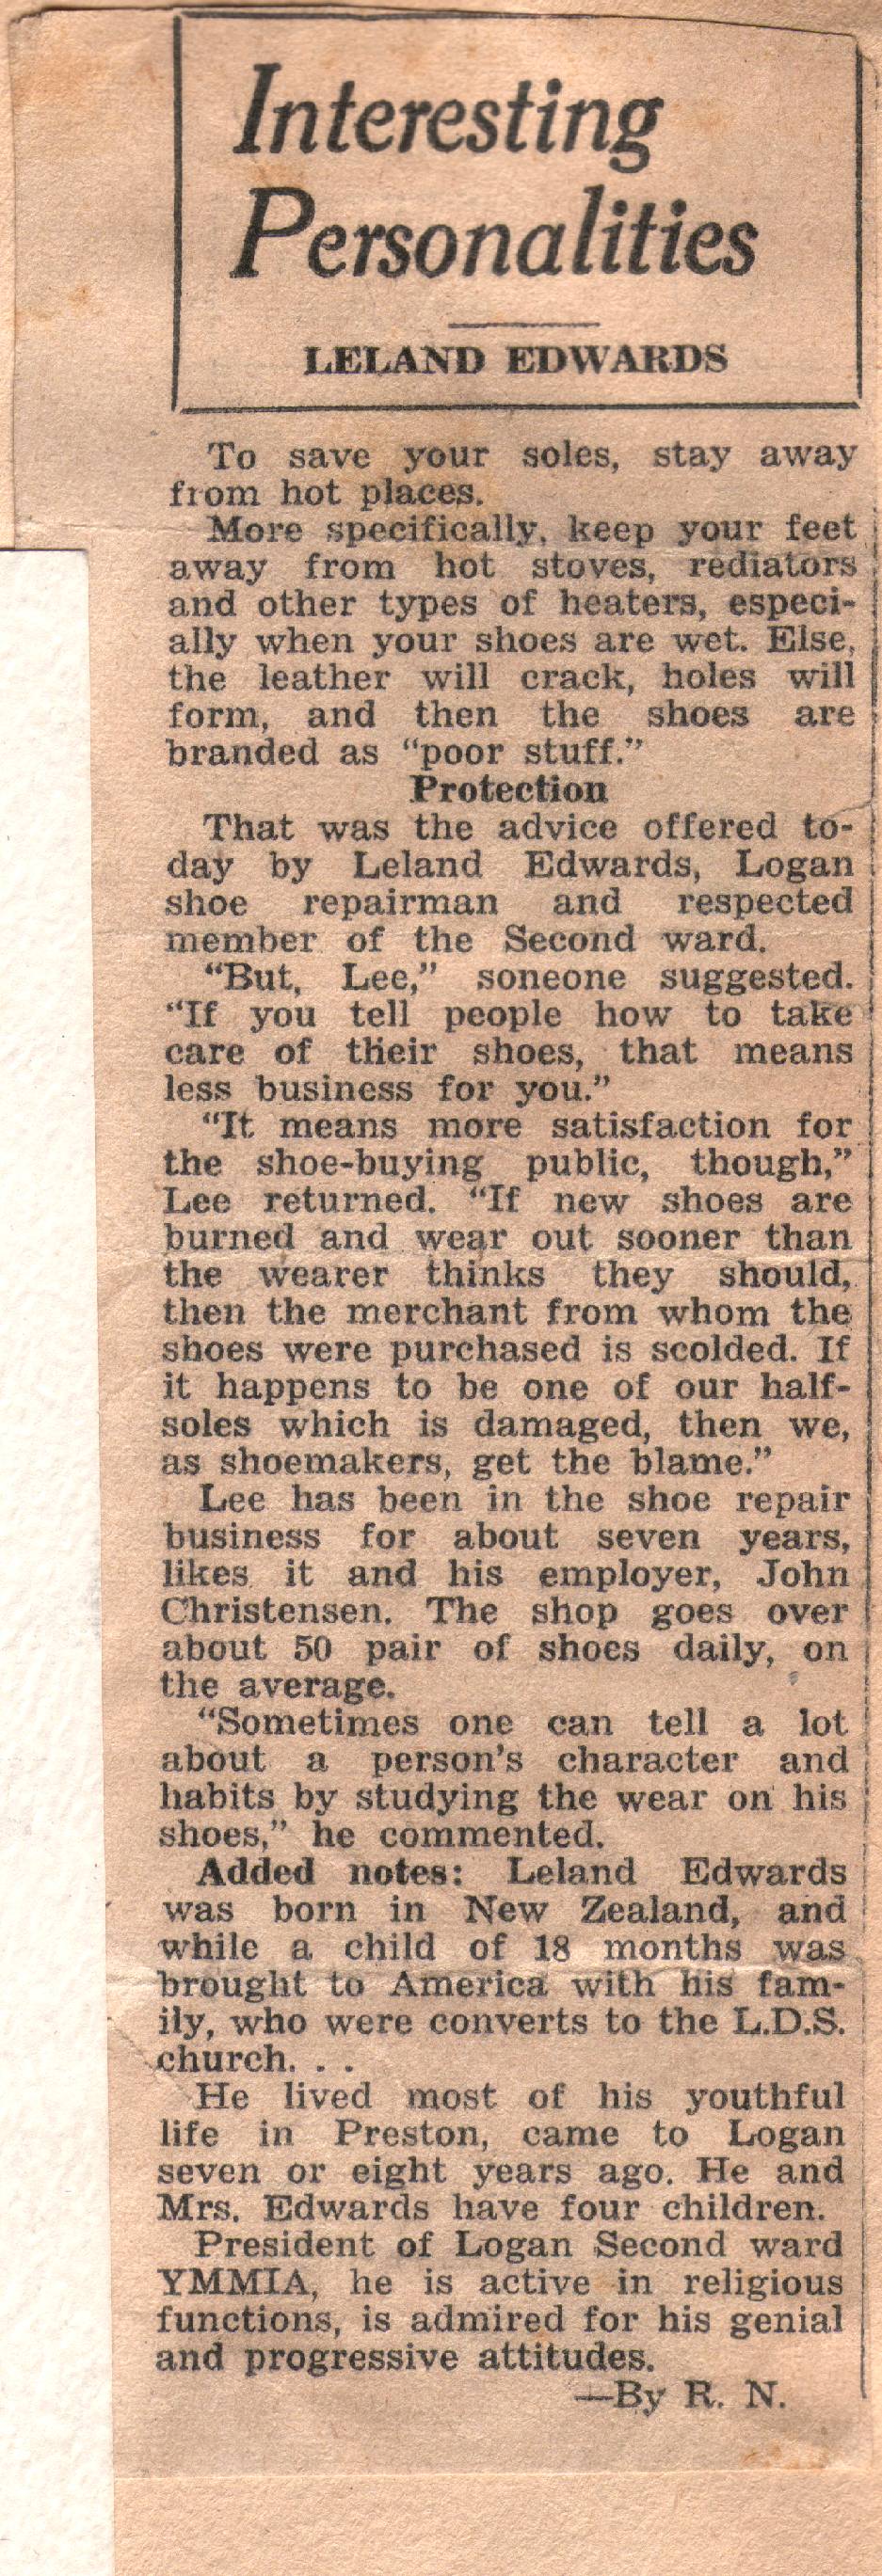 Interesting
Personalities
LELAND EDWARDS
To save your soles, stay away
from hot places.
More specifically, keep your feet
away from hot stoves, rediators
and other types of heaters, especi-
ally when your shoes are wet. Else,
the leather will crack, holes will
form, and then the shoes are
branded as “poor stuff.”
Protection
That was the advice offered to-
day by Leland Edwards, Logan
shoe repairman and respected
member of the Second ward.
“But, Lee,” soneone suggested.
“If you tell people how to take
care of their shoes, that means
less business for you.”
“It means more satisfaction for
the shoe-buying public, though,”
Lee returned. “If new shoes are
burned and wear out sooner than
the wearer thinks they should,
then the merchant from whom the
shoes were purchased is scolded. If
it happens to be one of our half-
soles which is damaged, then we,
as shoemakers, get the blame.”
Lee has been in the shoe repair
business for about seven years,
likes it and his employer, John
Christensen. The shop goes over
about 50 pair of shoes daily, on
the average.
“Sometimes one can tell a lot
about a person's character and
habits by studying the wear on his
shoes,” he commented.
Added notes: Leland Edwards
was born in New Zealand, and
while a child of 18 months was
brought to America with his fam-
ily, who were converts to the L.D.S.
church. . .
He lived most of his youthful
life in Preston, came to Logan
seven or eight years ago. He and
Mrs. Edwards have four children.
President of Logan Second ward
YMMIA, he is active in religious
functions, is admired for his genial
and progressive attitudes.
—By R. N.